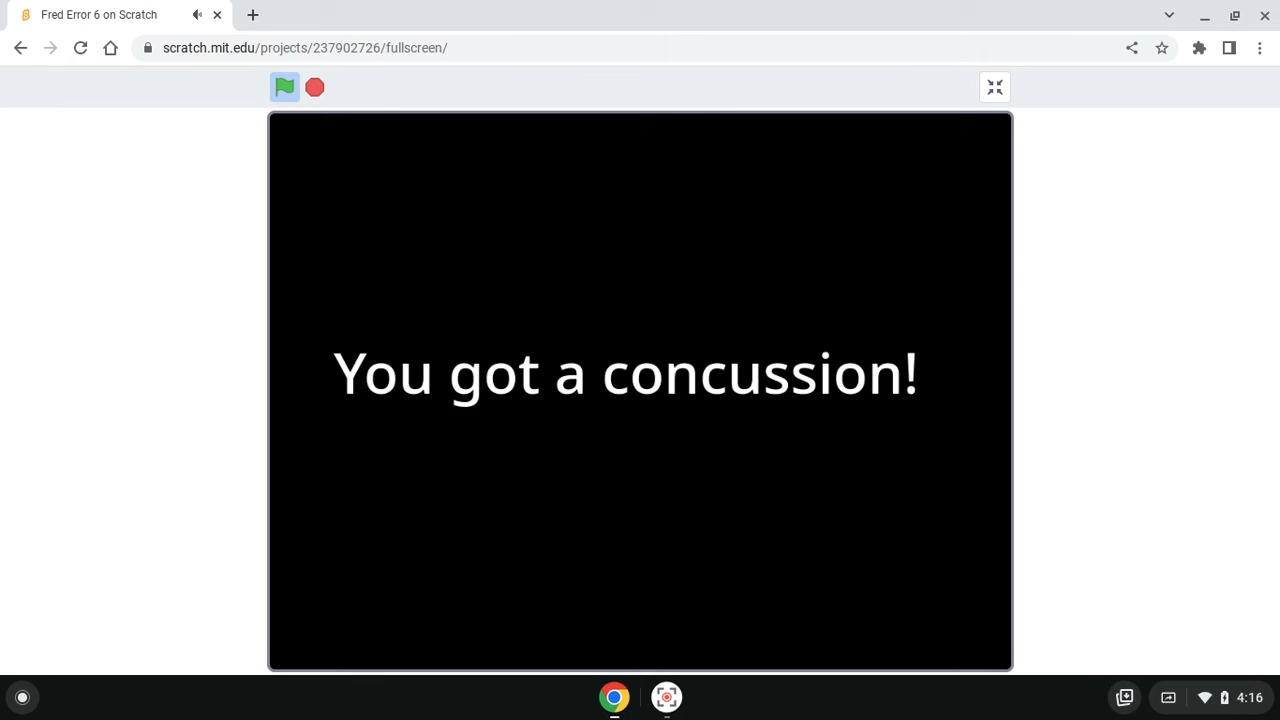 Fred Error 6 on Scratch
scratch.mit.edu/projects/237902726/fullscreen/
You got a concussion!
4:16